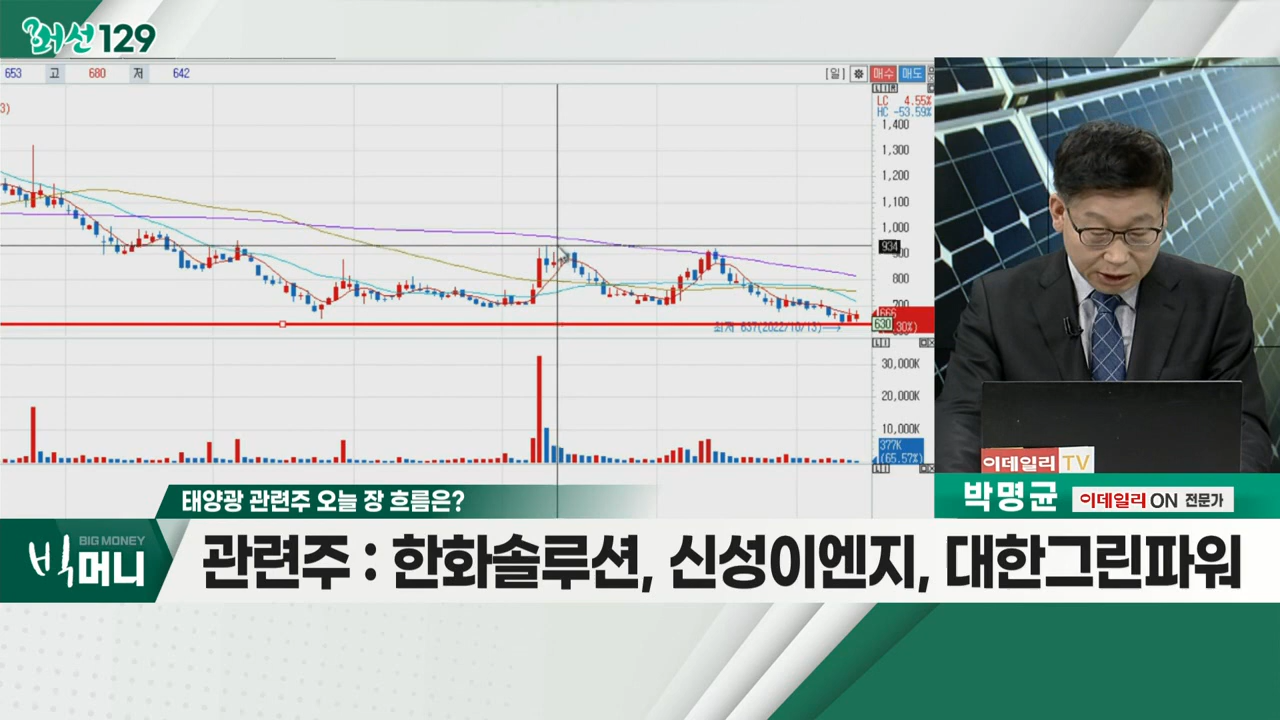 최선129
653 고 680 저 642
[일] 매수 매도
3)
LC 4.55%
HC -53.59%
1,400
1,300
1,200
1,100
1,000
934
900
800
700
666
630
.30%)
최저 637(2022/10/13)→
30,000K
20,000K
10,000K
377K
(65.57%)
이데일리TV
박명균 이데일리ON 전문가
태양광 관련주 오늘 장 흐름은?
BIG MONEY
빅머니
관련주 : 한화솔루션, 신성이엔지, 대한그린파워